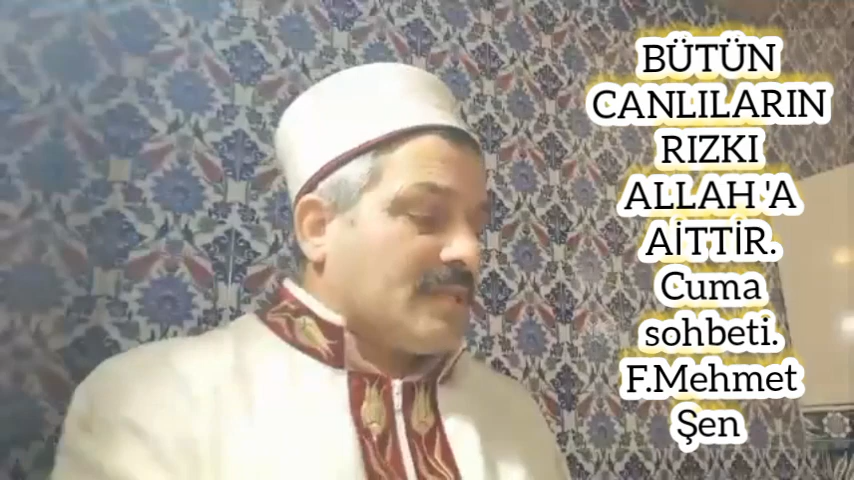 BÜTÜN
CANLILARIN
RIZKI
ALLAH 'A
AİTTİR.
Cuma
sohbeti.
F.Mehmet
Şen